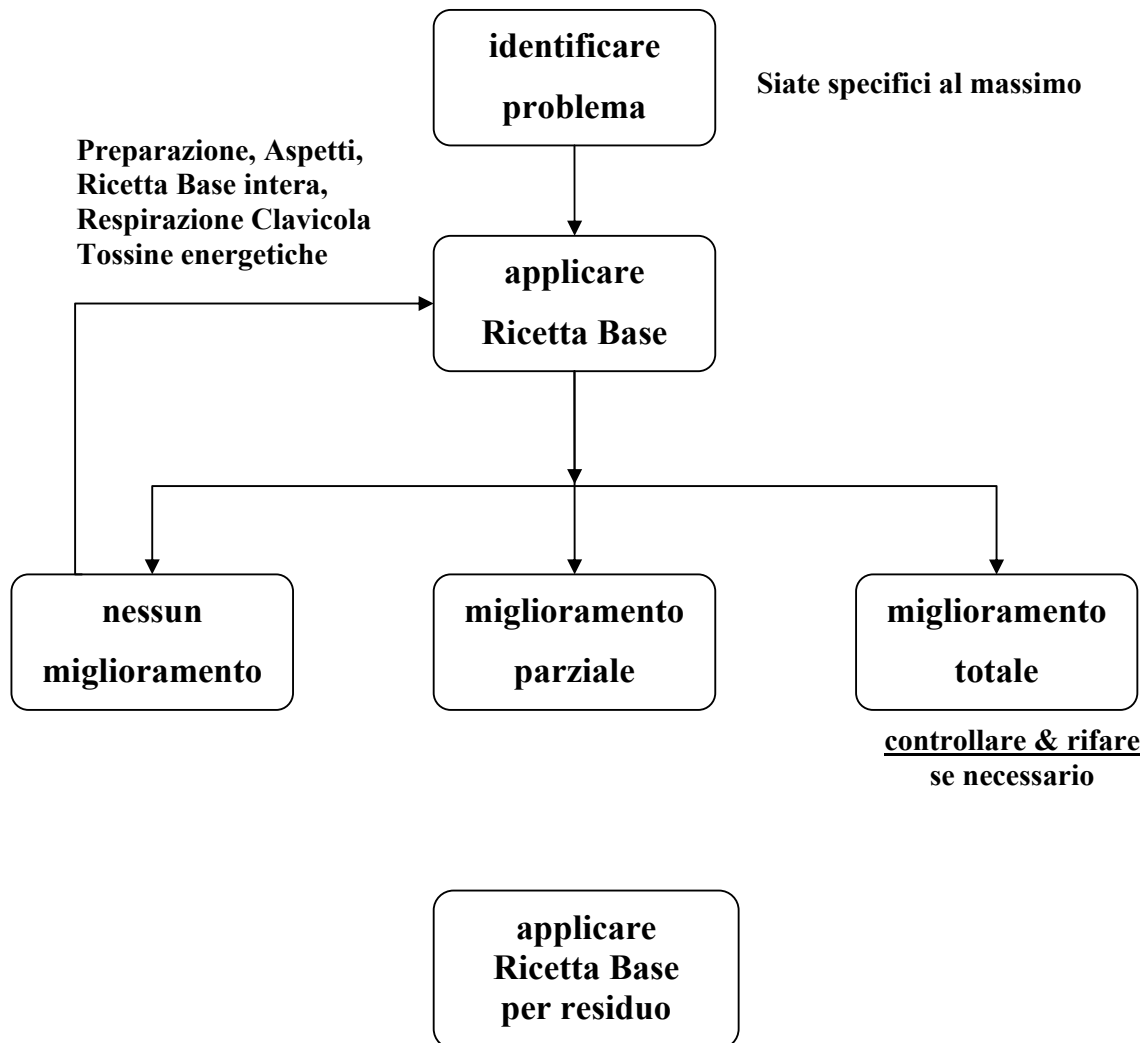 identificare
problema
Siate specifici al massimo
Preparazione, Aspetti,
Ricetta Base intera,
Respirazione Clavicola
Tossine energetiche
applicare
Ricetta Base
nessun
miglioramento
miglioramento
parziale
miglioramento
totale
controllare & rifare
se necessario
applicare
Ricetta Base
per residuo